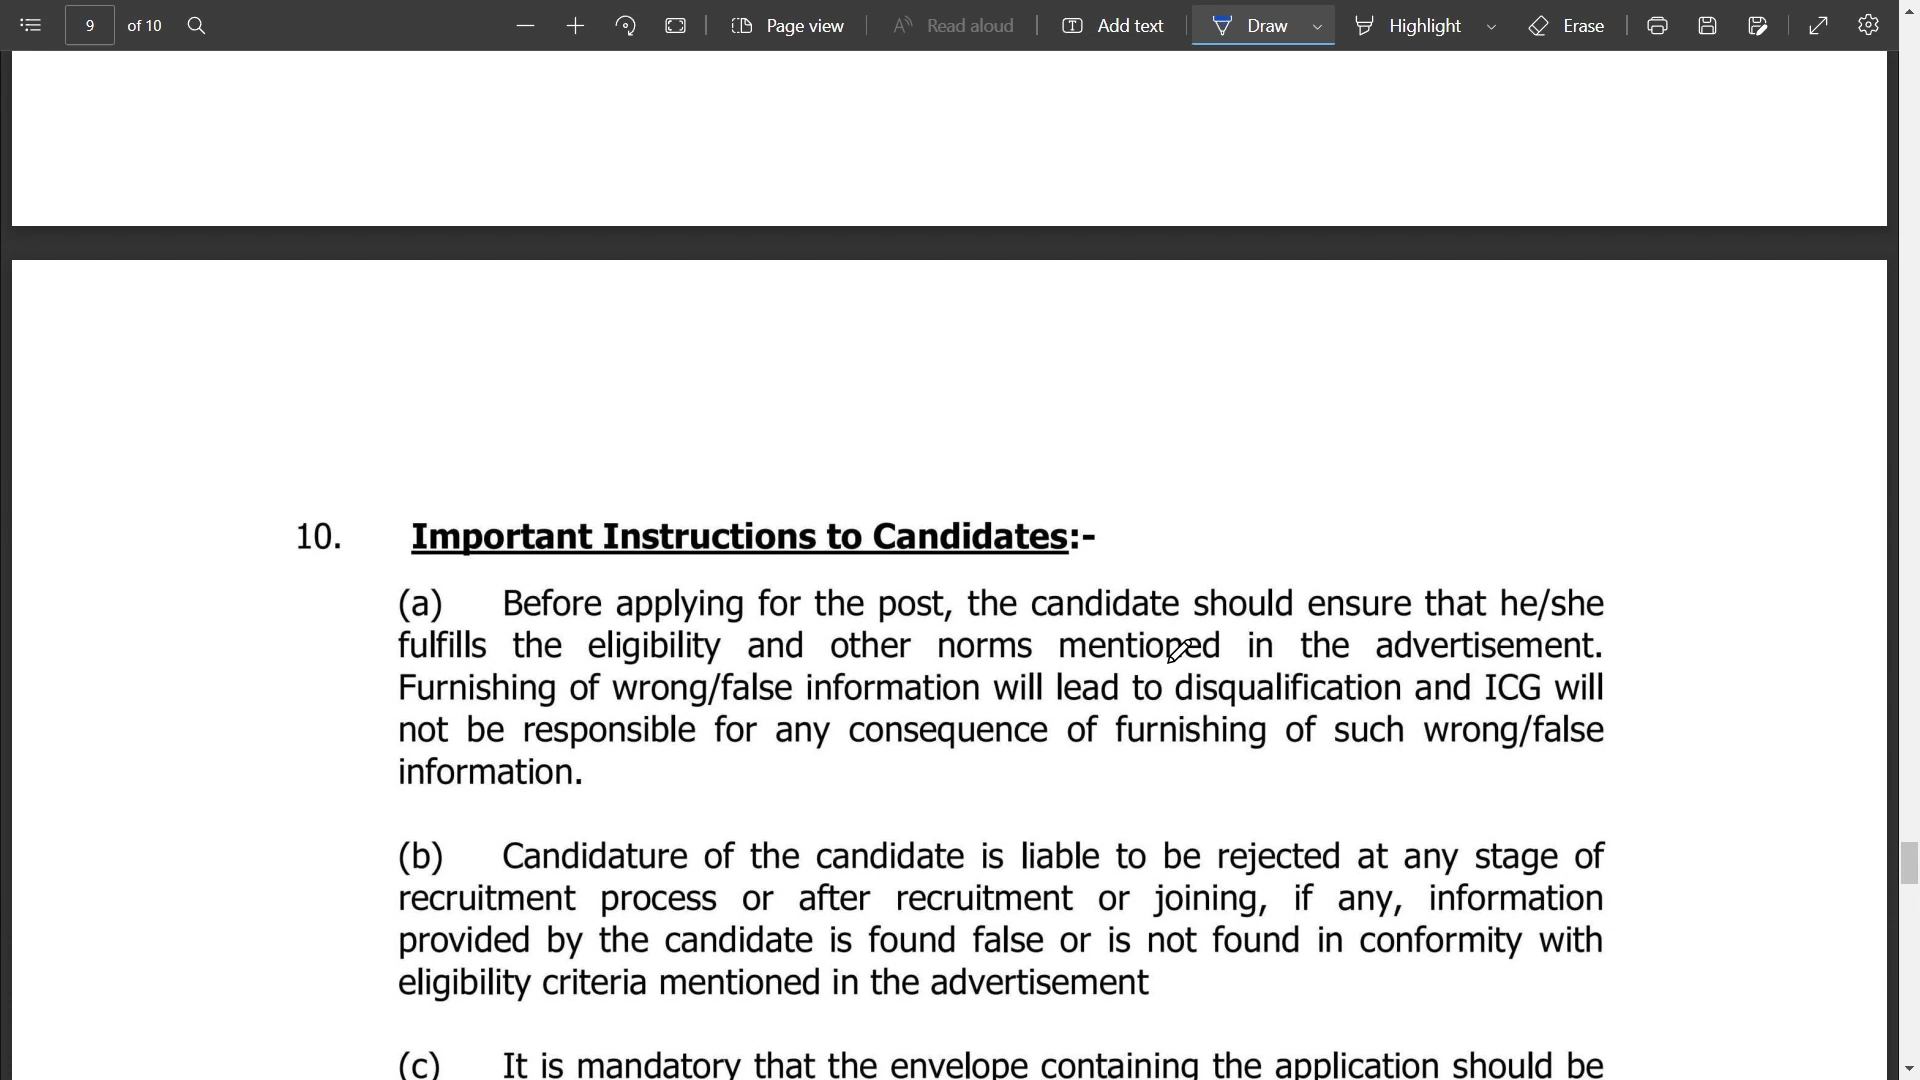 9 of 10 Page view Read aloud Add text Draw Highlight Erase
10. Important Instructions to Candidates:-
(a) Before applying for the post, the candidate should ensure that he/she
fulfills the eligibility and other norms mentioned in the advertisement.
Furnishing of wrong/false information will lead to disqualification and ICG will
not be responsible for any consequence of furnishing of such wrong/false
information.
(b) Candidature of the candidate is liable to be rejected at any stage of
recruitment process or after recruitment or joining, if any, information
provided by the candidate is found false or is not found in conformity with
eligibility criteria mentioned in the advertisement
(c) It is mandatory that the envelope containing the application should be